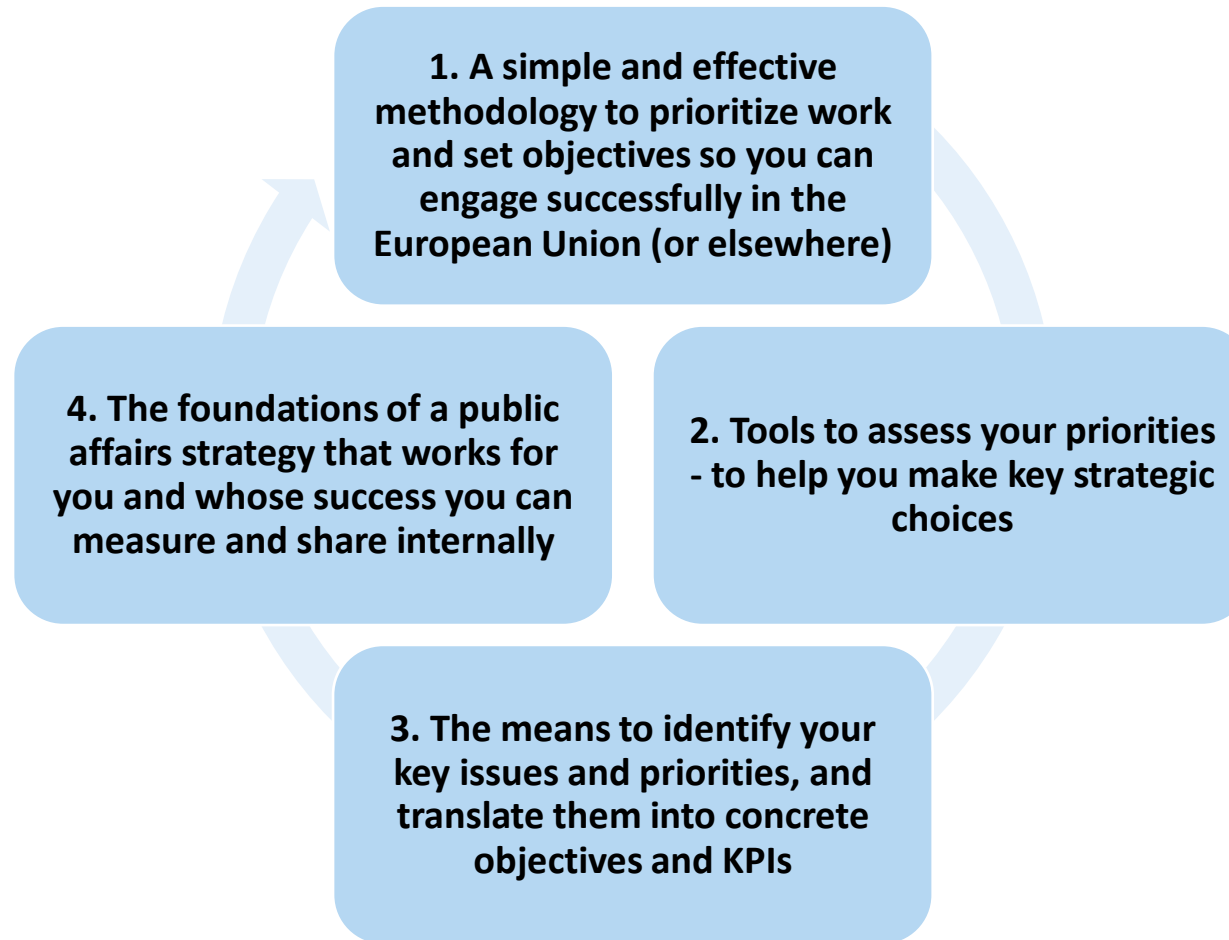 1. A simple and effective
methodology to prioritize work
and set objectives so you can
engage successfully in the
European Union (or elsewhere)
2. Tools to assess your priorities
- to help you make key strategic
choices
3. The means to identify your
key issues and priorities, and
translate them into concrete
objectives and KPIs
4. The foundations of a public
affairs strategy that works for
you and whose success you can
measure and share internally